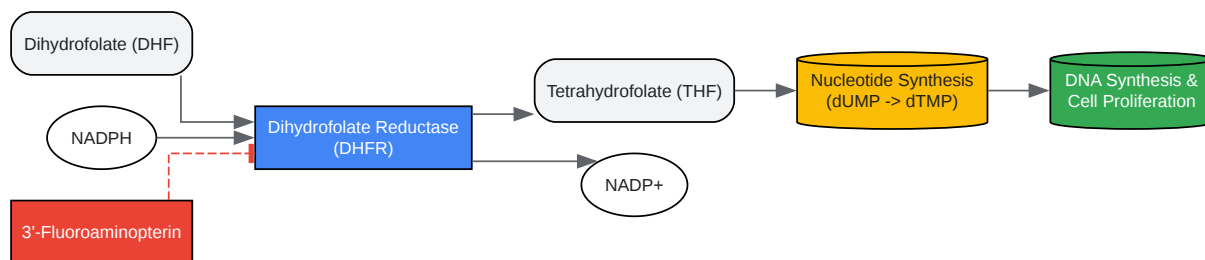 Dihydrofolate (DHF)
NADPH
3'-Fluoroaminopterin
Dihydrofolate Reductase
(DHFR)
Tetrahydrofolate (THF)
NADP+
Nucleotide Synthesis
(dUMP -> dTMP)
DNA Synthesis &
Cell Proliferation